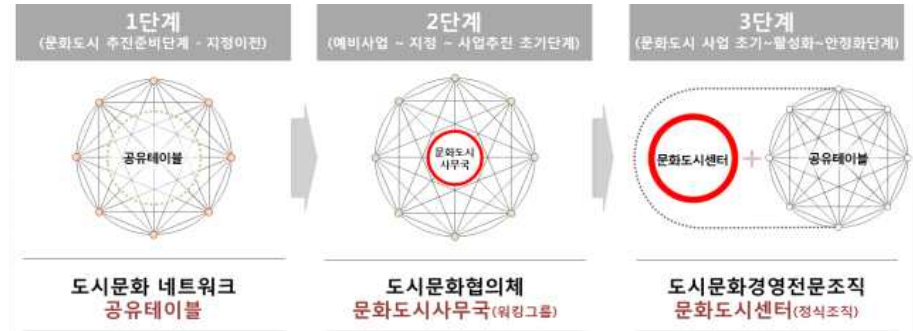 1단계
(문화도시 추진준비단계 - 지정이전)
공유테이블
도시문화 네트워크
공유테이블
2단계
(예비사업 ~ 지정 ~ 사업추진 초기단계)
문화도시
사무국
도시문화협의체
문화도시사무국(워킹그룹)
3단계
(문화도시 사업 초기~활성화~안정화단계)
문화도시센터
+
공유테이블
도시문화경영전문조직
문화도시센터(정식조직)